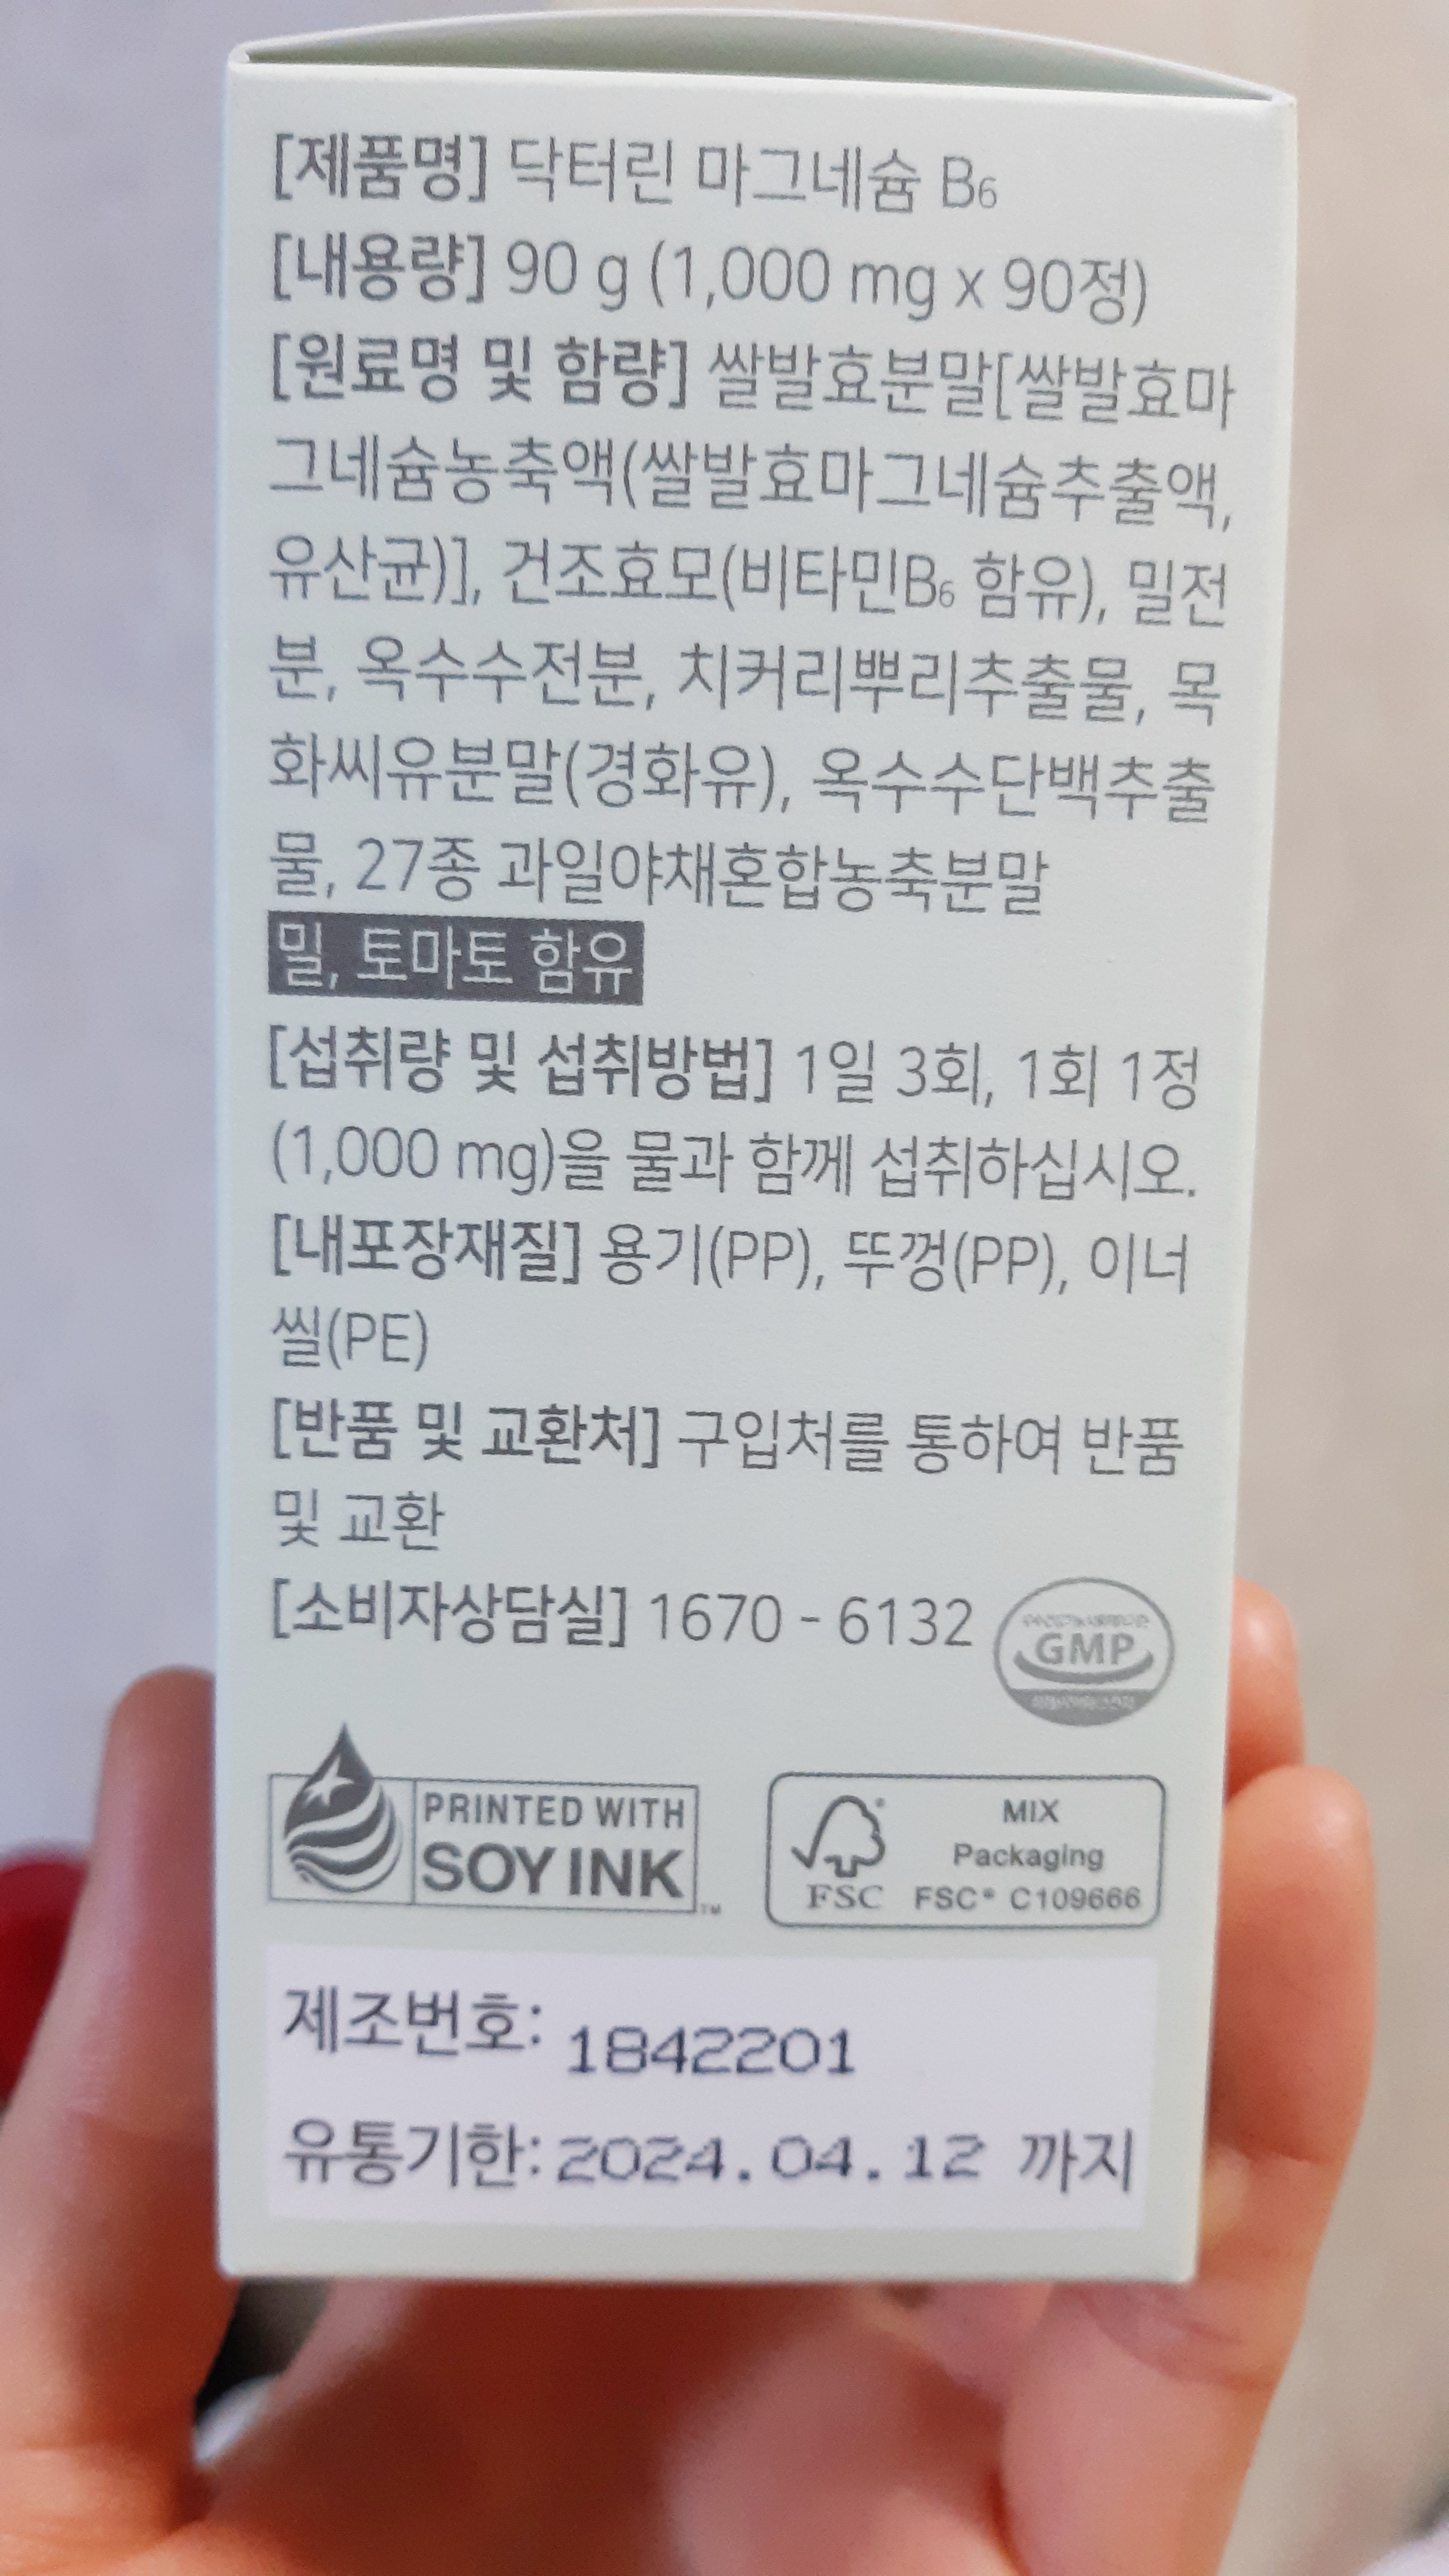 [제품명] 닥터린 마그네슘 B₆
[내용량] 90 g (1,000 mg x 90정)
[원료명 및 함량] 쌀발효분말[쌀발효마
그네슘농축액(쌀발효마그네슘추출액,
유산균)], 건조효모(비타민B₆ 함유), 밀전
분, 옥수수전분, 치커리뿌리추출물, 목
화씨유분말(경화유), 옥수수단백추출
물, 27종 과일야채혼합농축분말
밀, 토마토 함유
[섭취량 및 섭취방법] 1일 3회, 1회 1정
(1,000 mg)을 물과 함께 섭취하십시오.
[내포장재질] 용기(PP), 뚜껑(PP), 이너
씰(PE)
[반품 및 교환처] 구입처를 통하여 반품
및 교환
[소비자상담실] 1670 - 6132
GMP
PRINTED WITH
SOY INK™
MIX
Packaging
FSC FSC® C109666
제조번호: 1842201
유통기한: 2024.04.12 까지